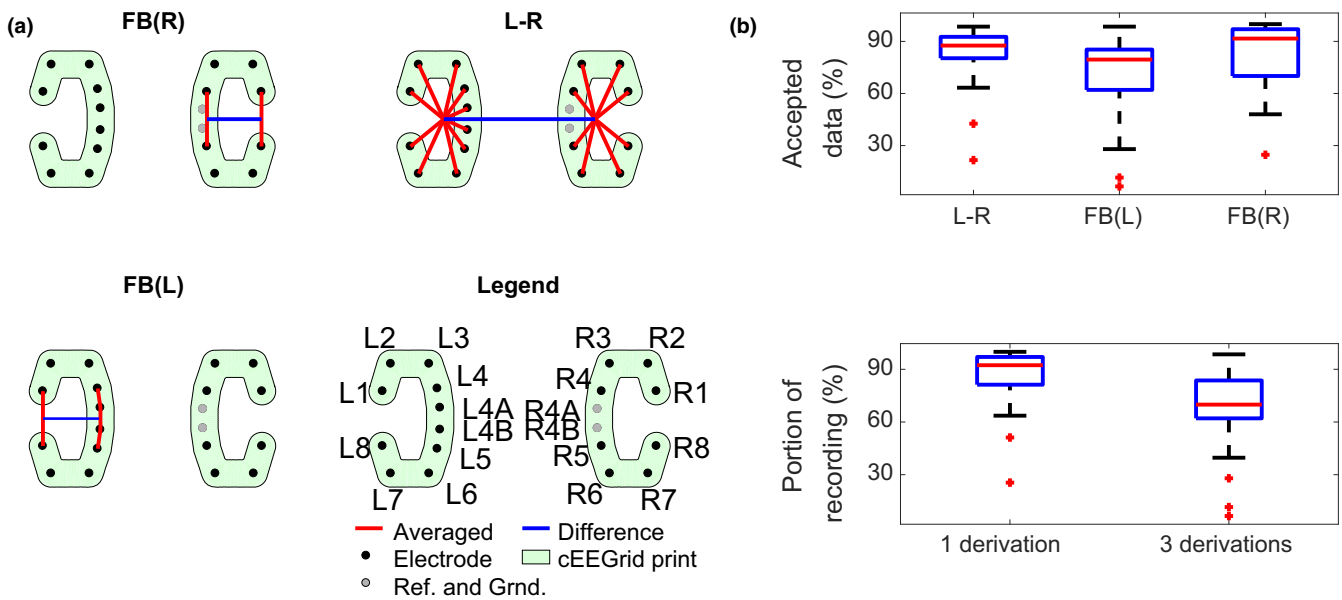 (a)
FB(R)
L-R
FB(L)
Legend
L2
L3
R3
R2
L1
L4
R4
R1
L4A
R4A
L4B
R4B
L8
L5
R5
R8
L7
L6
R6
R7
Averaged
Difference
Electrode
cEEGrid print
Ref. and Grnd.
(b)
Accepted
data (%)
90
60
30
L-R
FB(L)
FB(R)
Portion of
recording (%)
90
60
30
1 derivation
3 derivations